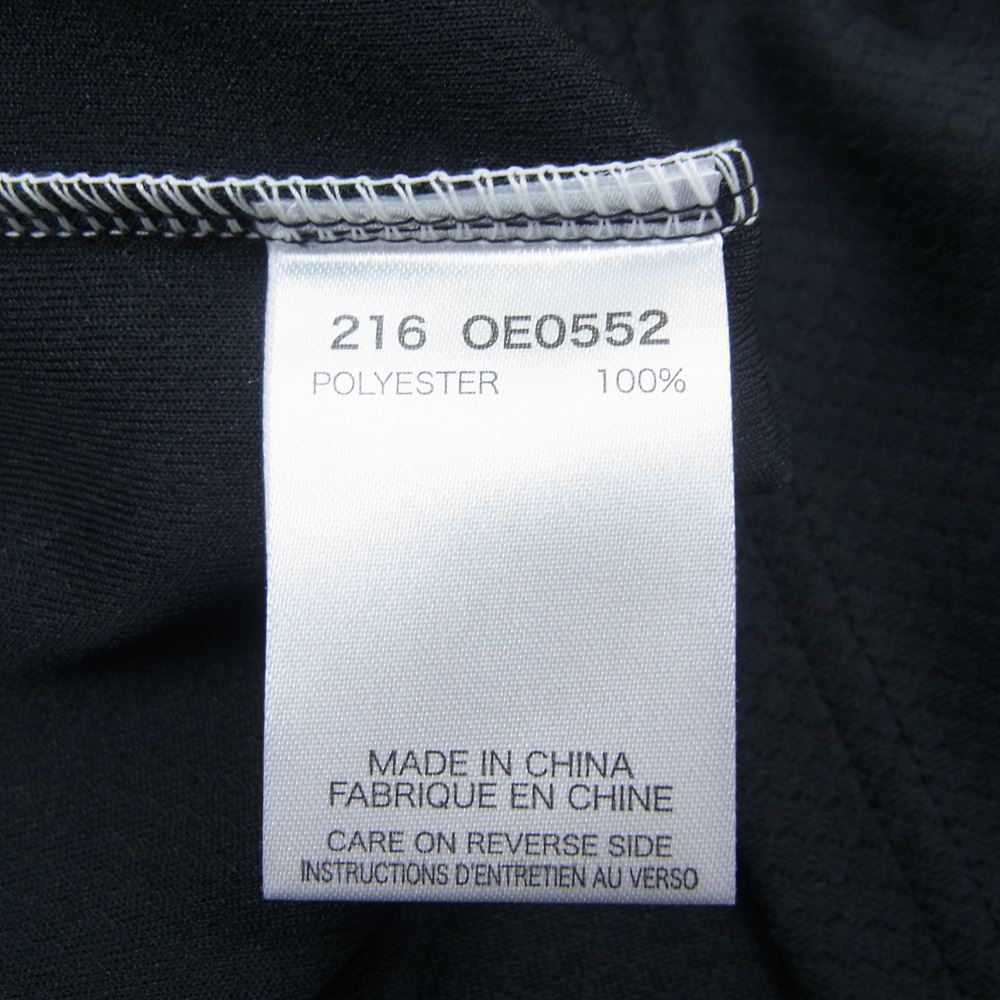 216 OE0552
POLYESTER 100%
MADE IN CHINA
FABRIQUE EN CHINE
CARE ON REVERSE SIDE
INSTRUCTIONS D'ENTRETIEN AU VERSO